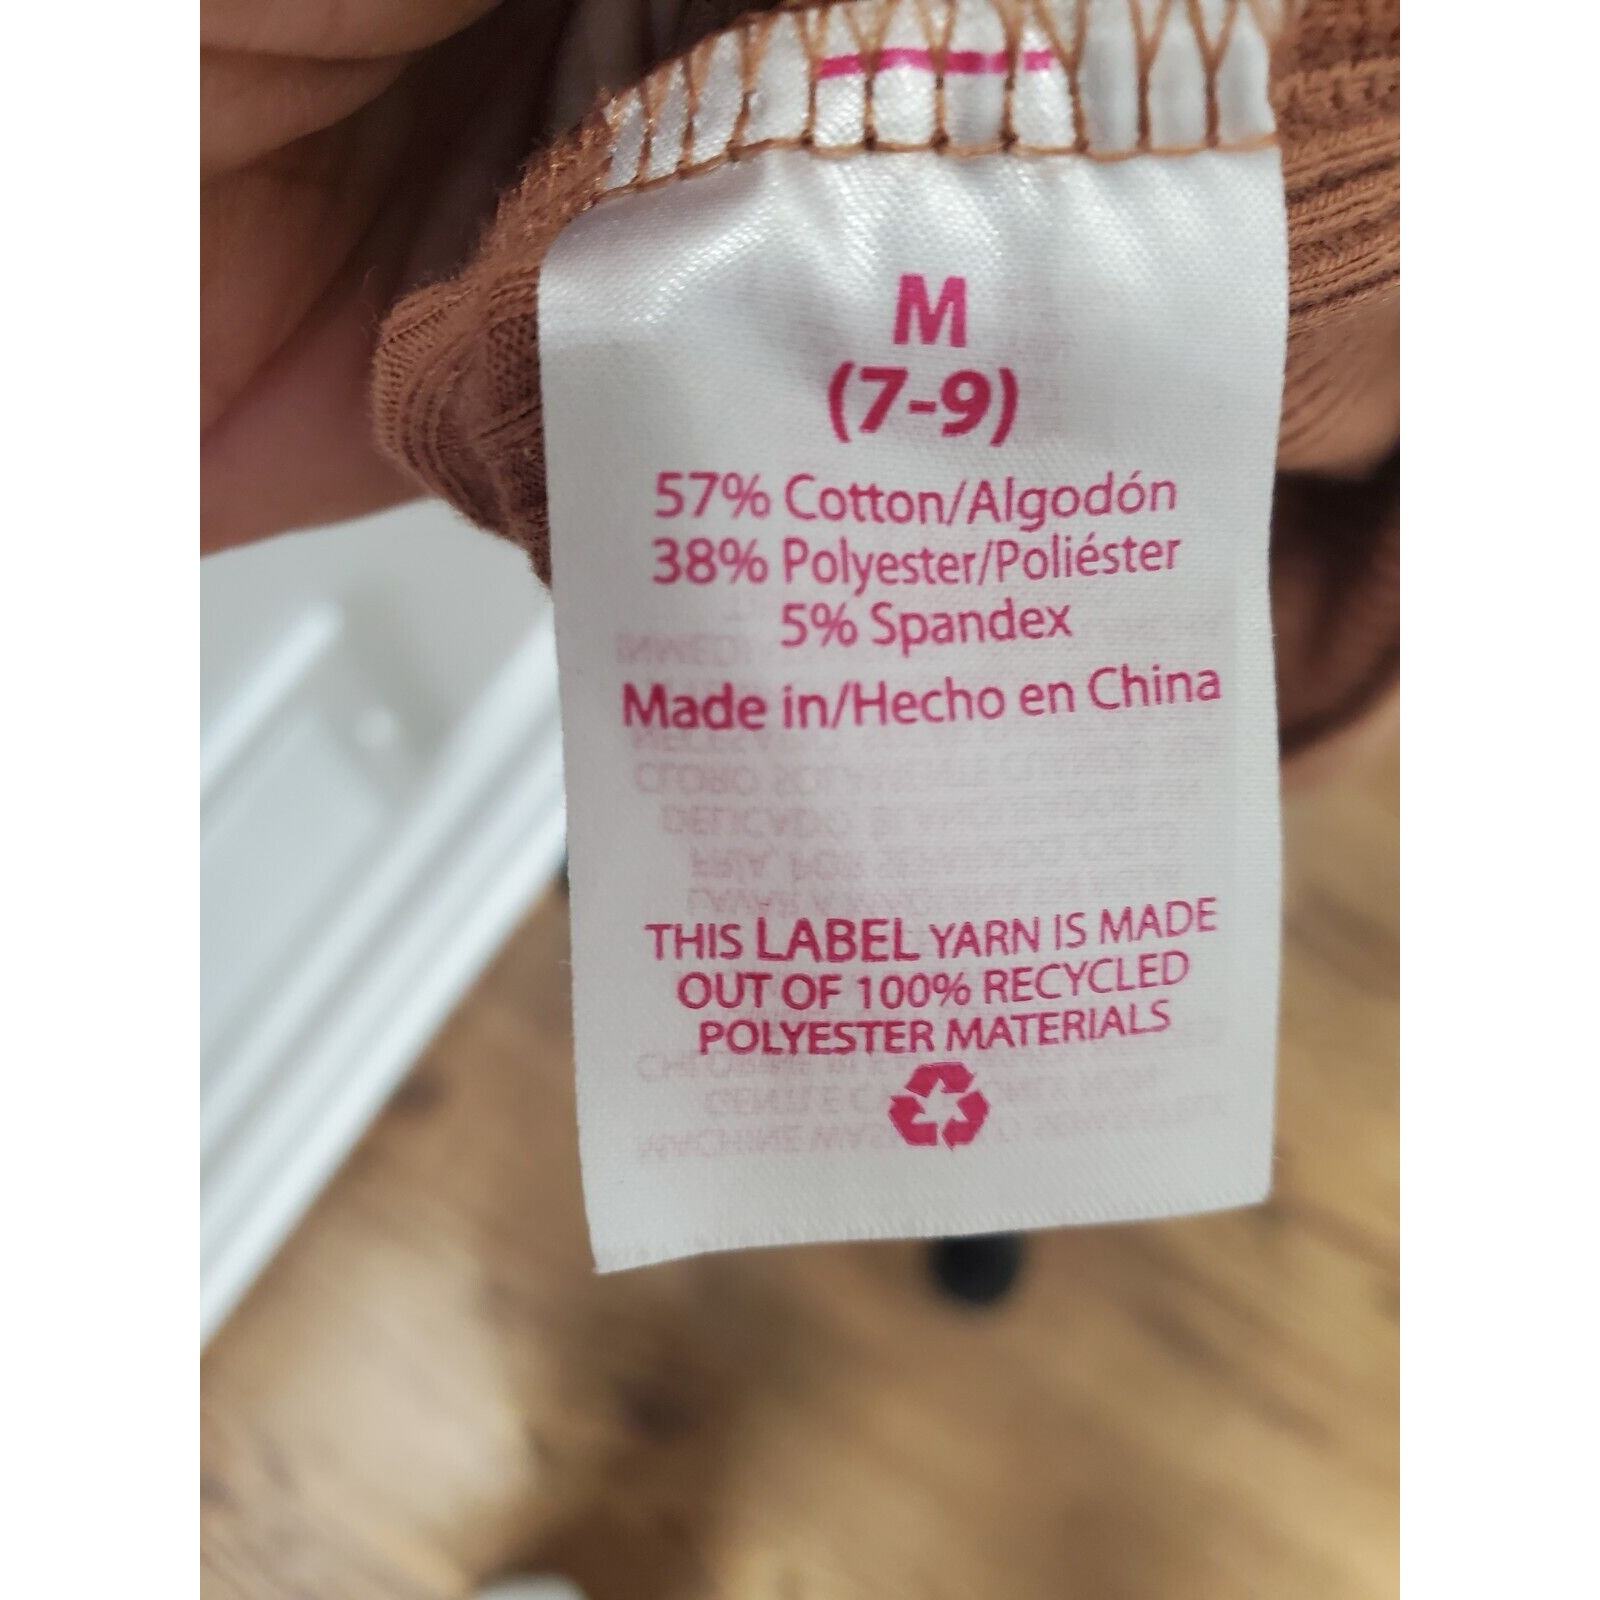 M
(7-9)
57% Cotton/Algodón
38% Polyester/Poliéster
5% Spandex
Made in/Hecho en China
THIS LABEL YARN IS MADE
OUT OF 100% RECYCLED
POLYESTER MATERIALS